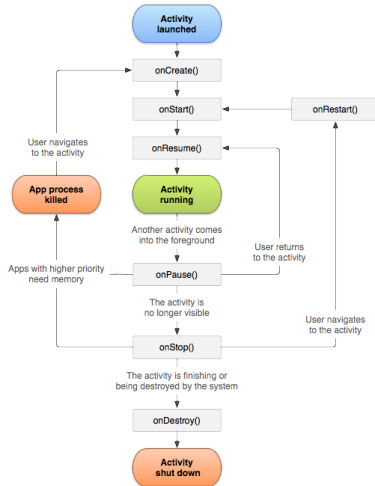 Activity
launched
onCreate()
onStart()
onRestart()
User navigates
to the activity
onResume()
App process
killed
Activity
running
Another activity comes
into the foreground
User returns
to the activity
Apps with higher priority
need memory
onPause()
The activity is
no longer visible
User navigates
to the activity
onStop()
The activity is finishing or
being destroyed by the system
onDestroy()
Activity
shut down